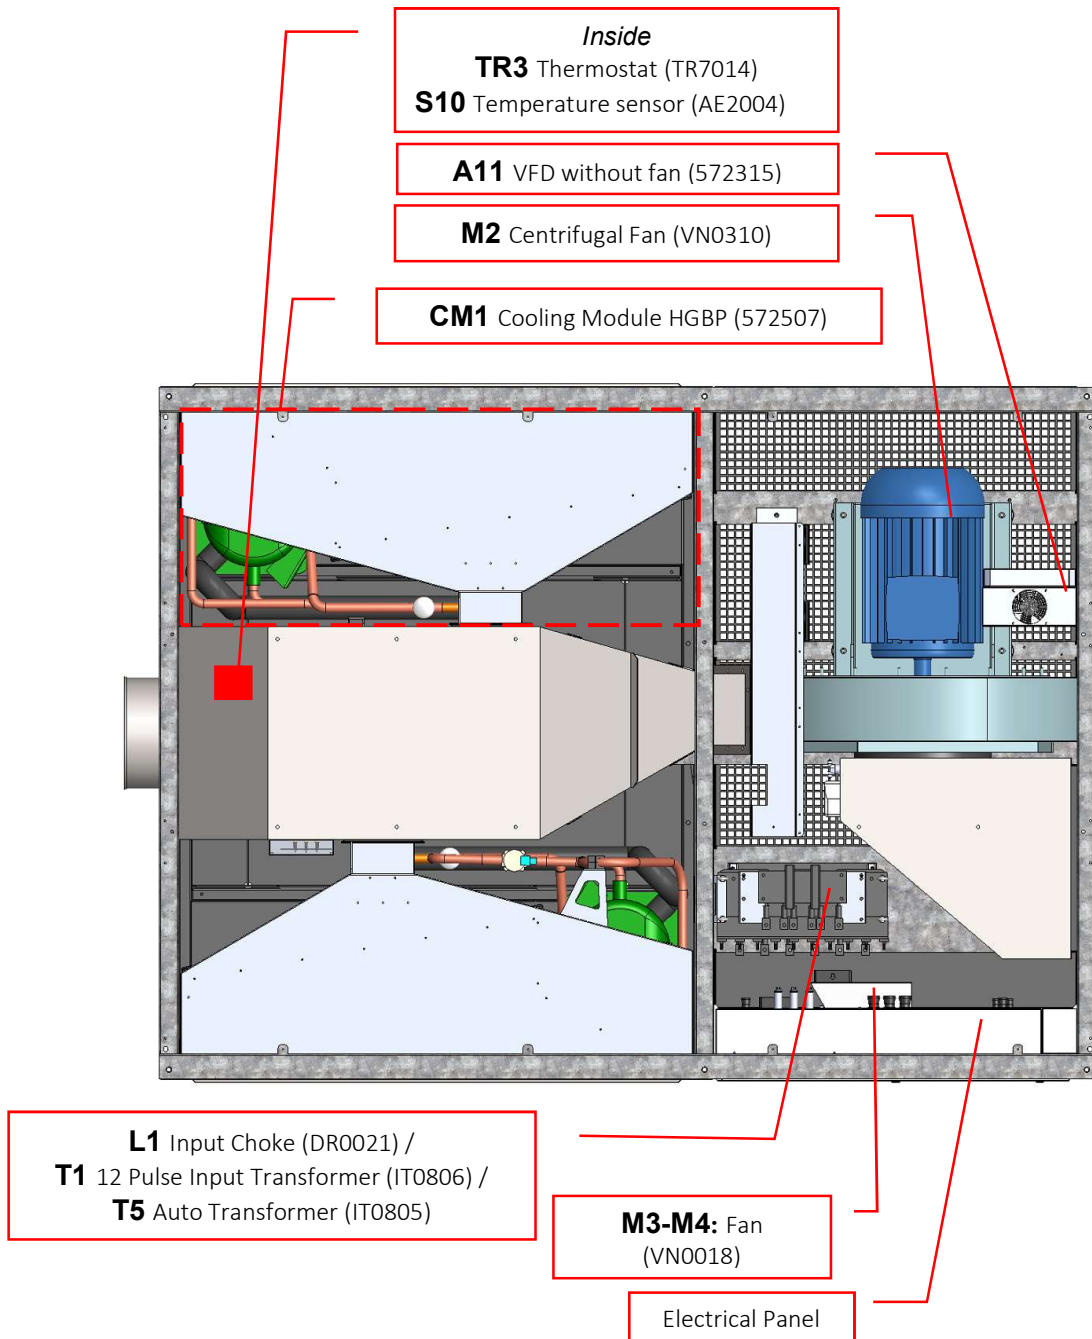 Inside
TR3 Thermostat (TR7014)
S10 Temperature sensor (AE2004)
A11 VFD without fan (572315)
M2 Centrifugal Fan (VN0310)
CM1 Cooling Module HGBP (572507)
L1 Input Choke (DR0021) /
T1 12 Pulse Input Transformer (IT0806) /
T5 Auto Transformer (IT0805)
M3-M4: Fan
(VN0018)
Electrical Panel